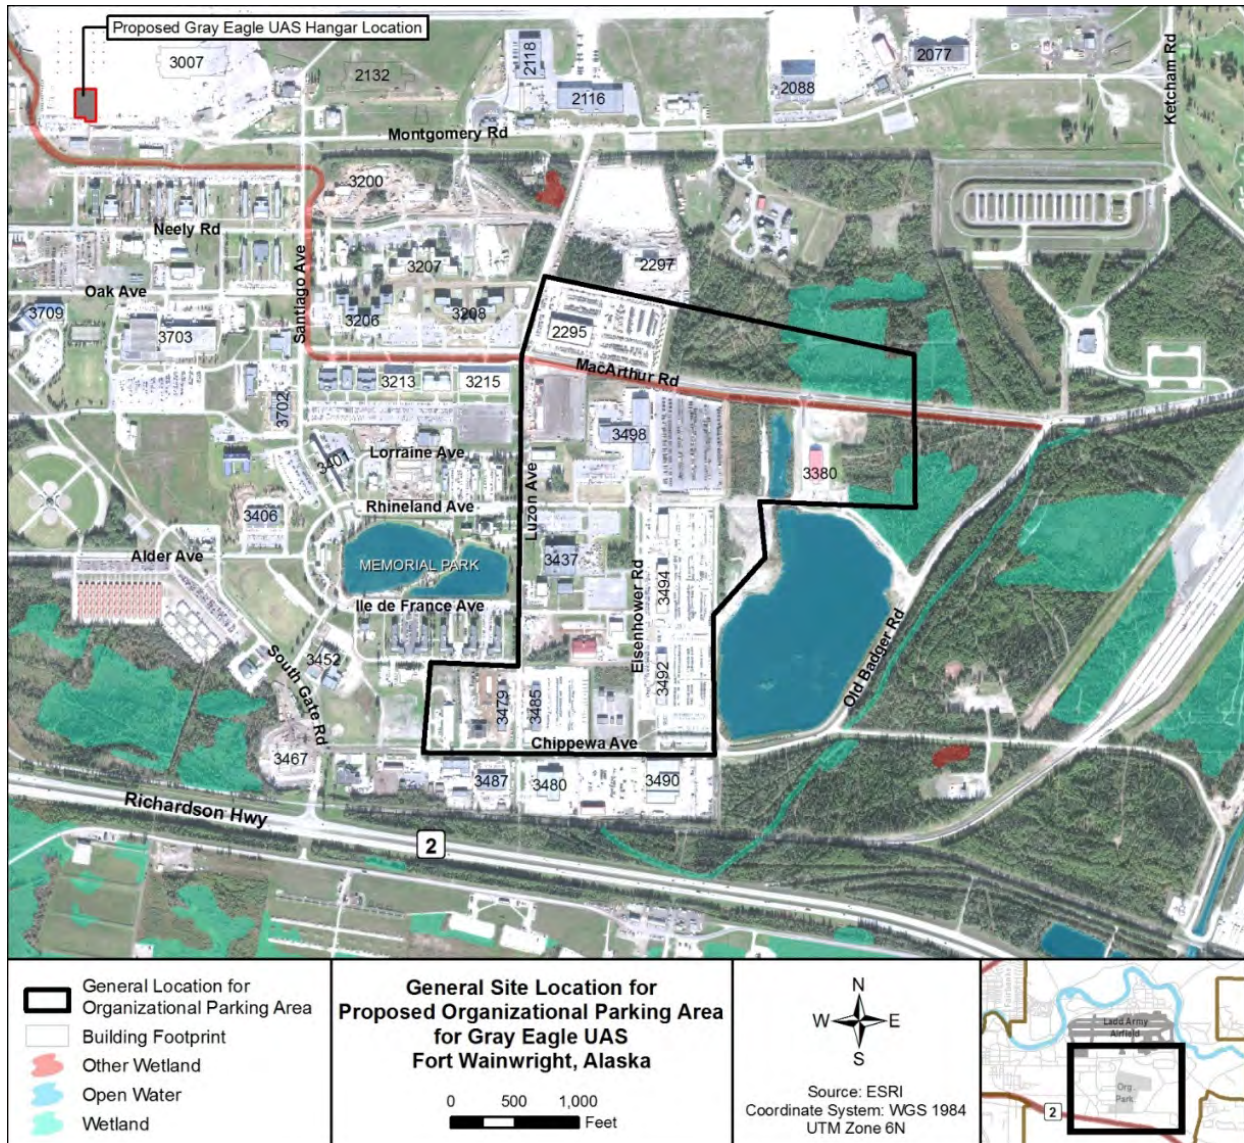 Proposed Gray Eagle UAS Hangar Location
3007
2132
2118
2116
2088
2077
Ketcham Rd
Montgomery Rd
3200
Neely Rd
3207
2297
Oak Ave
Santiago Ave
3709
3703
3206
3208
2295
MacArthur Rd
3213
3215
3702
3498
3401
Lorraine Ave
3380
Luzon Ave
Rhineland Ave
3406
Alder Ave
MEMORIAL PARK
3437
3494
Ile de France Ave
Eisenhower Rd
3452
South Gate Rd
3492
Old Badger Rd
3479
3485
Chippewa Ave
3467
3487
3480
3490
Richardson Hwy
2
General Location for
Organizational Parking Area
Building Footprint
Other Wetland
Open Water
Wetland
General Site Location for
Proposed Organizational Parking Area
for Gray Eagle UAS
Fort Wainwright, Alaska
0 500 1,000
Feet
N
W E
S
Source: ESRI
Coordinate System: WGS 1984
UTM Zone 6N
Fairbanks
Ladd Army
Airfield
Org
Park
2